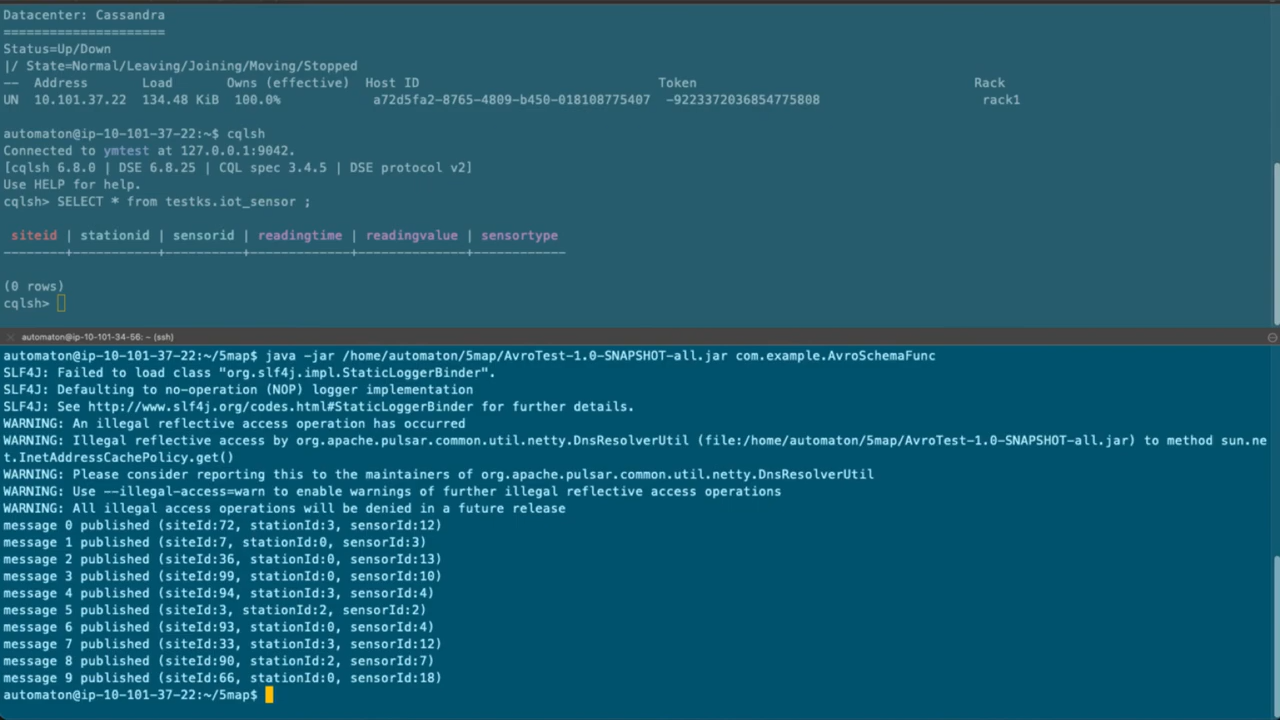 Datacenter: Cassandra
=====================
Status=Up/Down
|/ State=Normal/Leaving/Joining/Moving/Stopped
-- Address Load Owns (effective) Host ID Token Rack
UN 10.101.37.22 134.48 KiB 100.0% a72d5fa2-8765-4809-b450-018108775407 -9223372036854775808 rack1
automaton@ip-10-101-37-22:~$ cqlsh
Connected to ymtest at 127.0.0.1:9042.
[cqlsh 6.8.0 | DSE 6.8.25 | CQL spec 3.4.5 | DSE protocol v2]
Use HELP for help.
cqlsh> SELECT * from testks.iot_sensor ;
siteid | stationid | sensorid | readingtime | readingvalue | sensortype
--------+-----------+----------+-------------+--------------+------------
(0 rows)
cqlsh>
automaton@ip-10-101-34-56: ~ (ssh)
automaton@ip-10-101-37-22:~/5map$ java -jar /home/automaton/5map/AvroTest-1.0-SNAPSHOT-all.jar com.example.AvroSchemaFunc
SLF4J: Failed to load class "org.slf4j.impl.StaticLoggerBinder".
SLF4J: Defaulting to no-operation (NOP) logger implementation
SLF4J: See http://www.slf4j.org/codes.html#StaticLoggerBinder for further details.
WARNING: An illegal reflective access operation has occurred
WARNING: Illegal reflective access by org.apache.pulsar.common.util.netty.DnsResolverUtil (file:/home/automaton/5map/AvroTest-1.0-SNAPSHOT-all.jar) to method sun.ne
t.InetAddressCachePolicy.get()
WARNING: Please consider reporting this to the maintainers of org.apache.pulsar.common.util.netty.DnsResolverUtil
WARNING: Use --illegal-access=warn to enable warnings of further illegal reflective access operations
WARNING: All illegal access operations will be denied in a future release
message 0 published (siteId:72, stationId:3, sensorId:12)
message 1 published (siteId:7, stationId:0, sensorId:3)
message 2 published (siteId:36, stationId:0, sensorId:13)
message 3 published (siteId:99, stationId:0, sensorId:10)
message 4 published (siteId:94, stationId:3, sensorId:4)
message 5 published (siteId:3, stationId:2, sensorId:2)
message 6 published (siteId:93, stationId:0, sensorId:4)
message 7 published (siteId:33, stationId:3, sensorId:12)
message 8 published (siteId:90, stationId:2, sensorId:7)
message 9 published (siteId:66, stationId:0, sensorId:18)
automaton@ip-10-101-37-22:~/5map$